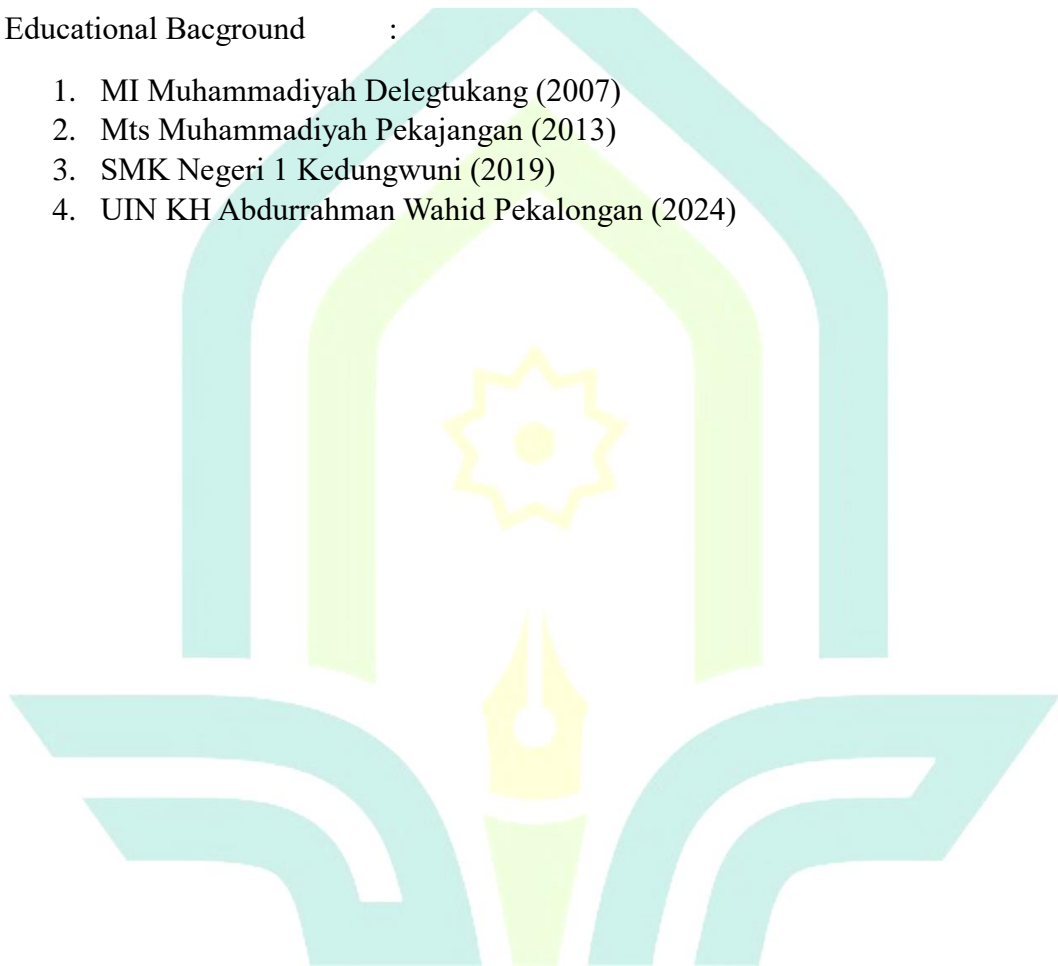 Educational Bacground :
1. MI Muhammadiyah Delegtukang (2007)
2. Mts Muhammadiyah Pekajangan (2013)
3. SMK Negeri 1 Kedungwuni (2019)
4. UIN KH Abdurrahman Wahid Pekalongan (2024)